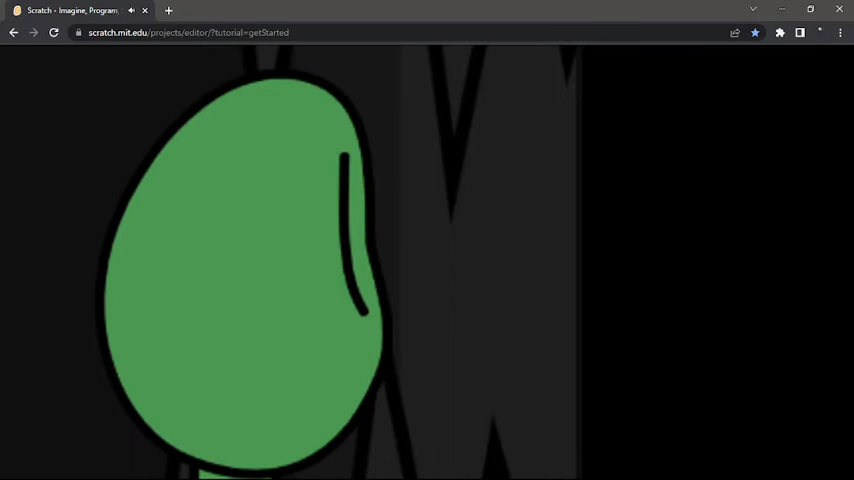 Scratch - Imagine, Program,
scratch.mit.edu/projects/editor/?tutorial=getStarted